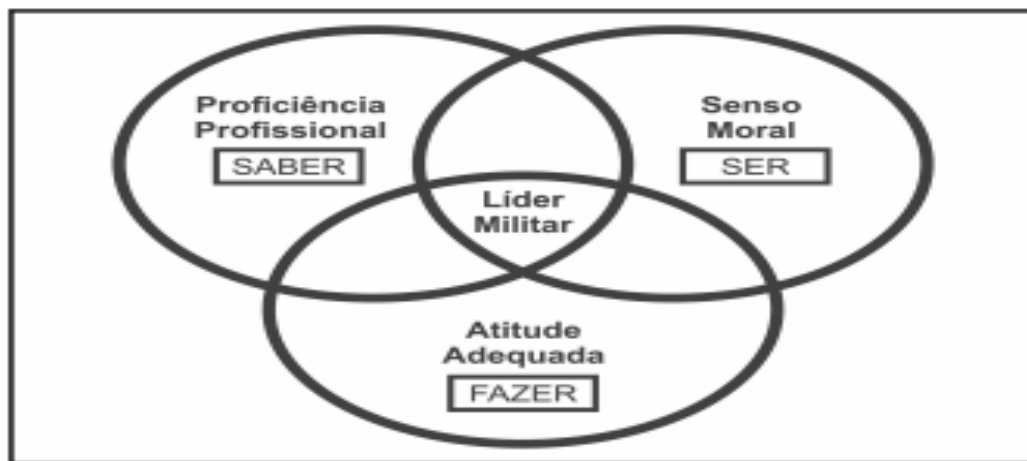 Proficiência
Profissional
SABER
Senso
Moral
SER
Líder
Militar
Atitude
Adequada
FAZER